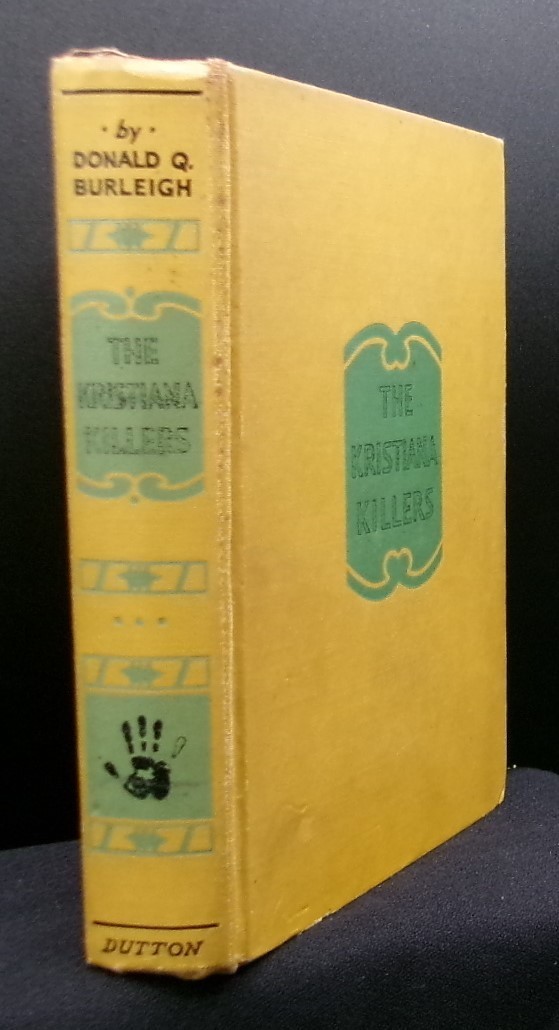 · by ·
DONALD Q.
BURLEIGH
THE
KRISTIANA
KILLERS
DUTTON
THE
KRISTIANA
KILLERS